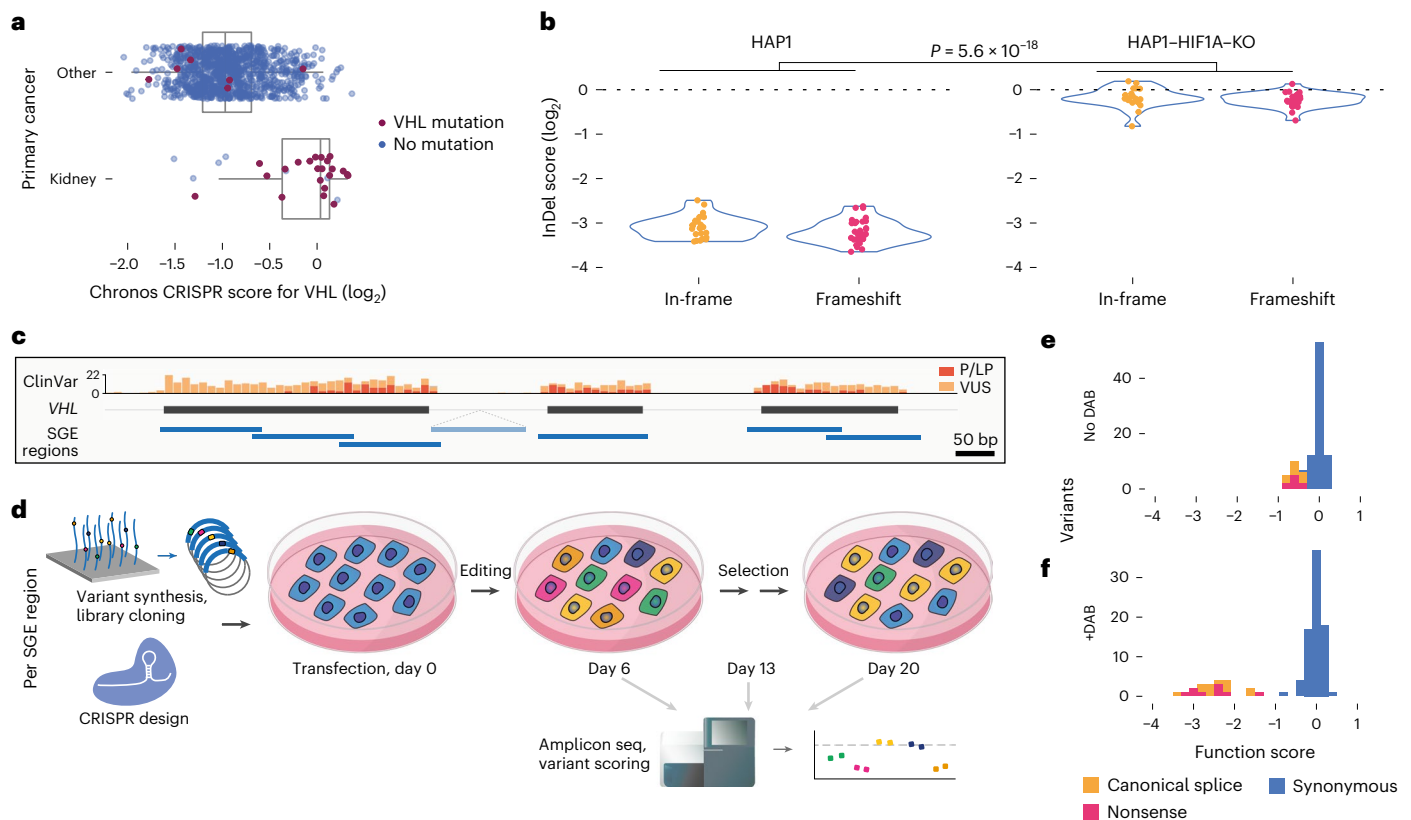 a
Primary cancer
Other
Kidney
VHL mutation
No mutation
−2.0 −1.5 −1.0 −0.5 0
Chronos CRISPR score for VHL (log2)
b
HAP1
P = 5.6 × 10−18
HAP1–HIF1A–KO
InDel score (log2)
0
−1
−2
−3
−4
In-frame
Frameshift
0
−1
−2
−3
−4
In-frame
Frameshift
c
ClinVar
22
0
P/LP
VUS
VHL
SGE
regions
50 bp
d
Per SGE region
Variant synthesis,
library cloning
CRISPR design
Transfection, day 0
Editing
Day 6
Selection
Day 13
Day 20
Amplicon seq,
variant scoring
e
Variants
No DAB
40
20
0
−4 −3 −2 −1 0 1
f
+DAB
30
20
10
0
−4 −3 −2 −1 0 1
Function score
Canonical splice
Synonymous
Nonsense